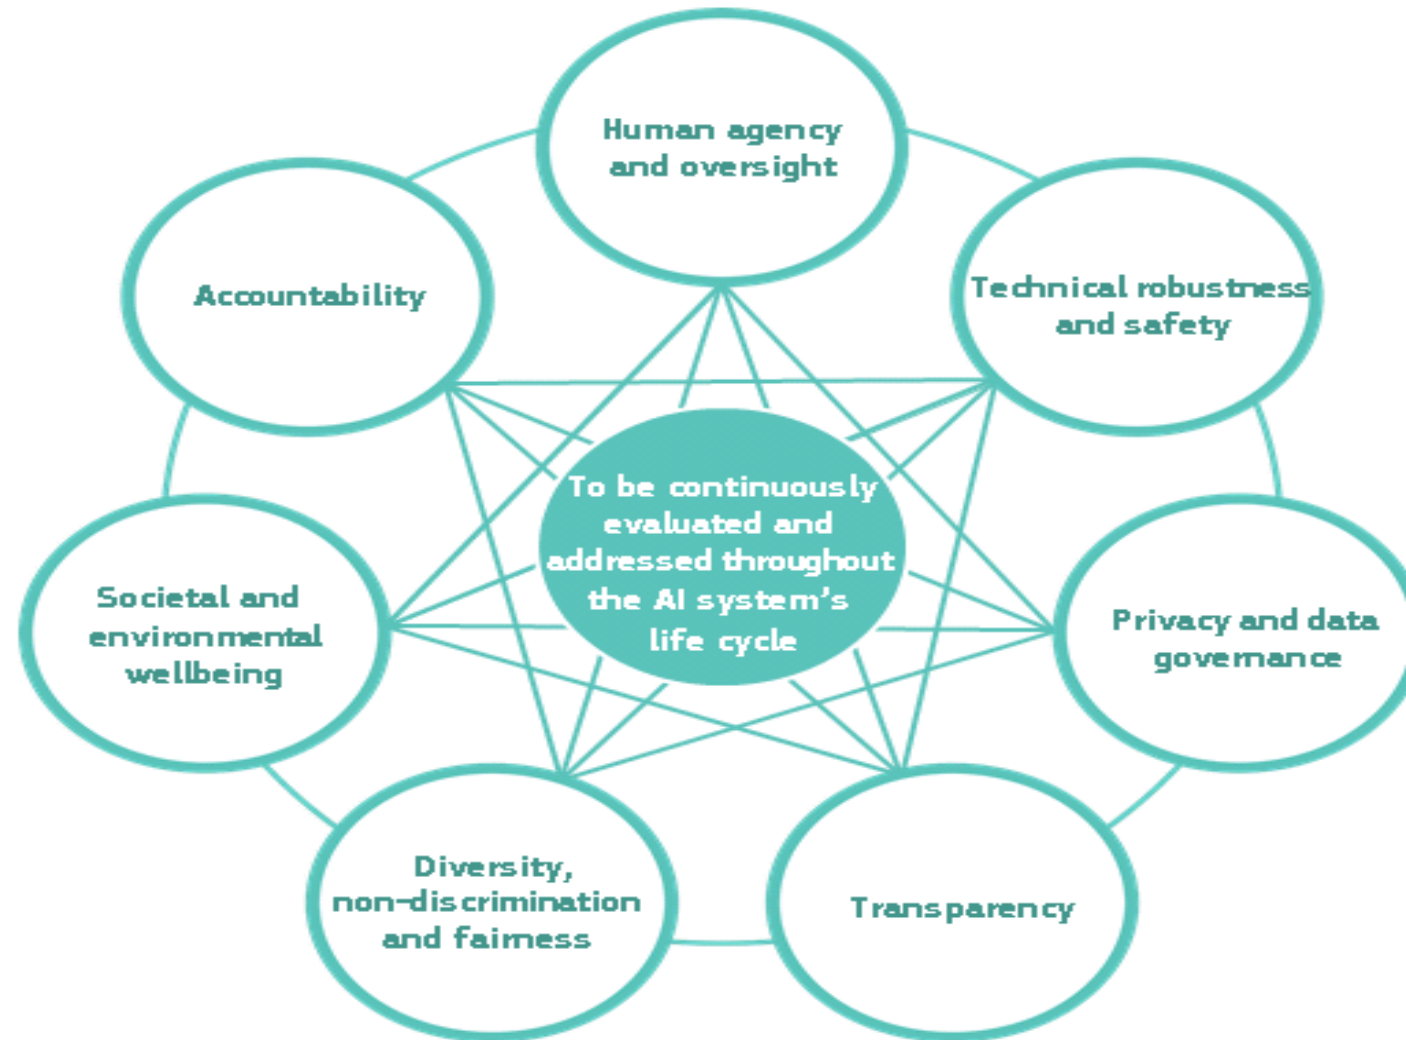 Human agency
and oversight
Technical robustness
and safety
Privacy and data
governance
Transparency
Diversity,
non-discrimination
and fairness
Societal and
environmental
wellbeing
Accountability
To be continuously
evaluated and
addressed throughout
the AI system's
life cycle